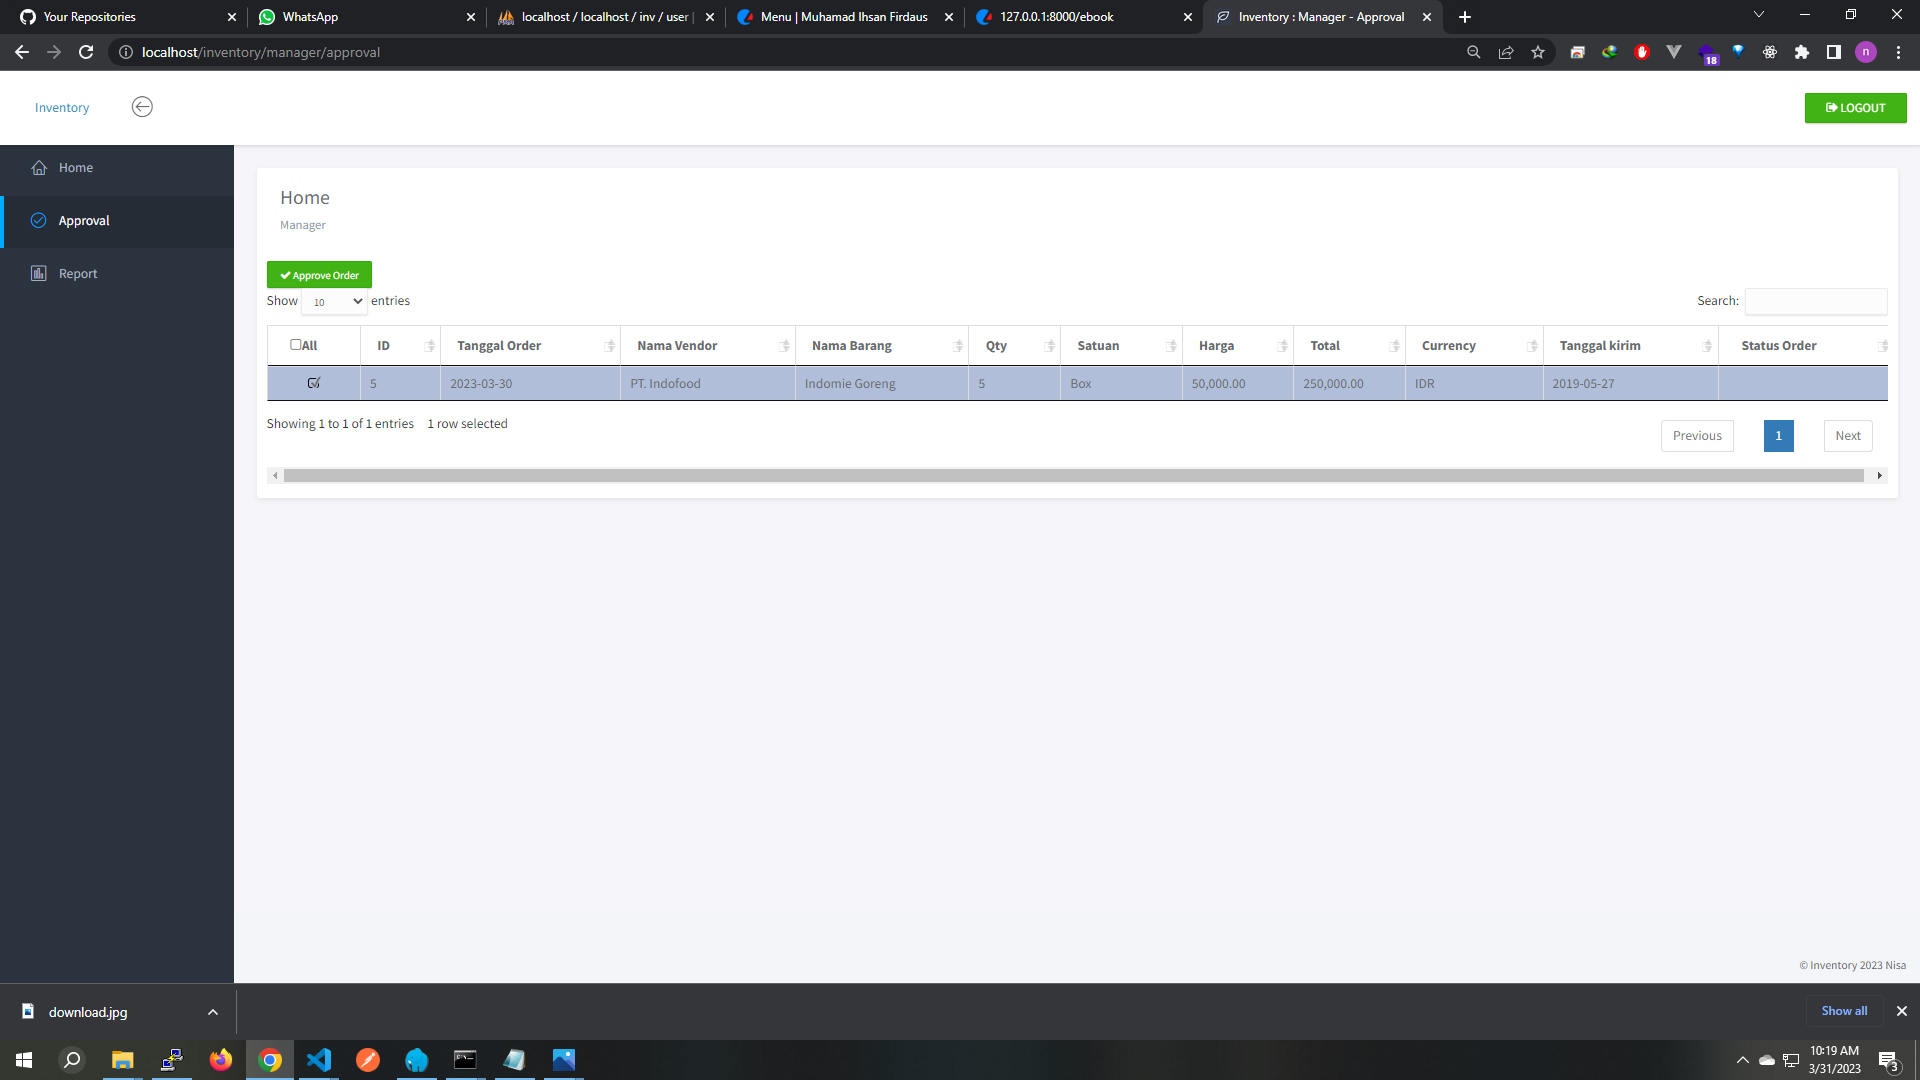 Your Repositories
WhatsApp
localhost / localhost / inv / user
Menu | Muhamad Ihsan Firdaus
127.0.0.1:8000/ebook
Inventory : Manager - Approval
localhost/inventory/manager/approval
18
n
Inventory
LOGOUT
Home
Approval
Report
Home
Manager
Approve Order
Show 10 entries
Search:
All ID Tanggal Order Nama Vendor Nama Barang Qty Satuan Harga Total Currency Tanggal kirim Status Order
5 2023-03-30 PT. Indofood Indomie Goreng 5 Box 50,000.00 250,000.00 IDR 2019-05-27
Showing 1 to 1 of 1 entries 1 row selected
Previous 1 Next
© Inventory 2023 Nisa
download.jpg
Show all
10:19 AM
3/31/2023
3